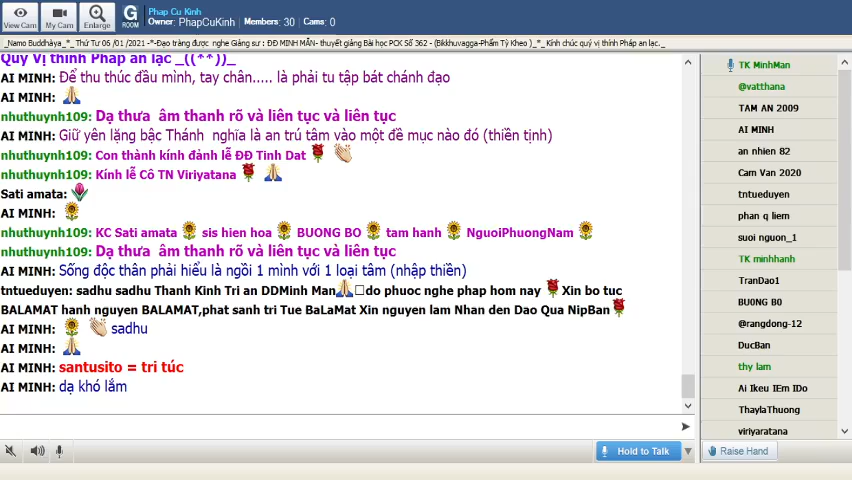 Phap Cu Kinh
Owner: PhapCuKinh Members: 30 Cams: 0
View Cam
My Cam
Enlarge
G
ROOM
_Namo Buddhàya_*_ Thứ Tư 06 /01 /2021 -*-Đạo tràng được nghe Giảng sư : ĐĐ MINH MẪN- thuyết giảng Bài học PCK Số 362 - (Bikkhuvagga-Phẩm Tỳ Kheo )_*_ Kính chúc quý vị thính Pháp an lạc,_
Quý Vị thính Pháp an lạc _((**))_
AI MINH: Để thu thúc đầu mình, tay chân..... là phải tu tập bát chánh đạo
AI MINH:
nhuthuynh109: Dạ thưa âm thanh rõ và liên tục và liên tục
AI MINH: Giữ yên lặng bậc Thánh nghĩa là an trú tâm vào một đề mục nào đó (thiền tịnh)
nhuthuynh109: Con thành kính đảnh lễ ĐĐ Tinh Dat
nhuthuynh109: Kính lễ Cô TN Viriyatana
Sati amata:
AI MINH:
nhuthuynh109: KC Sati amata sis hien hoa BUONG BO tam hanh NguoiPhuongNam
nhuthuynh109: Dạ thưa âm thanh rõ và liên tục và liên tục
AI MINH: Sống độc thân phải hiểu là ngồi 1 mình với 1 loại tâm (nhập thiền)
tntueduyen: sadhu sadhu Thanh Kinh Tri an DDMinh Man do phuoc nghe phap hom nay Xin bo tuc
BALAMAT hanh nguyen BALAMAT,phat sanh tri Tue BaLaMat Xin nguyen lam Nhan den Dao Qua NipBan
AI MINH: sadhu
AI MINH:
AI MINH: santusito = tri túc
AI MINH: dạ khó lắm
Hold to Talk
TK MinhMan
@vatthana
TAM AN 2009
AI MINH
an nhien 82
Cam Van 2020
tntueduyen
phan q liem
suoi nguon_1
TK minhhanh
TranDao1
BU0NG B0
@rangdong-12
DucBan
thy lam
Ai Ikeu IEm IDo
ThaylaThuong
viriyaratana
Raise Hand